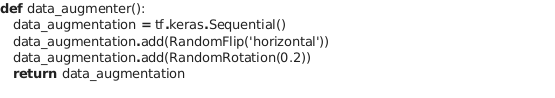 def data_augmenter():
    data_augmentation = tf.keras.Sequential()
    data_augmentation.add(RandomFlip('horizontal'))
    data_augmentation.add(RandomRotation(0.2))
    return data_augmentation